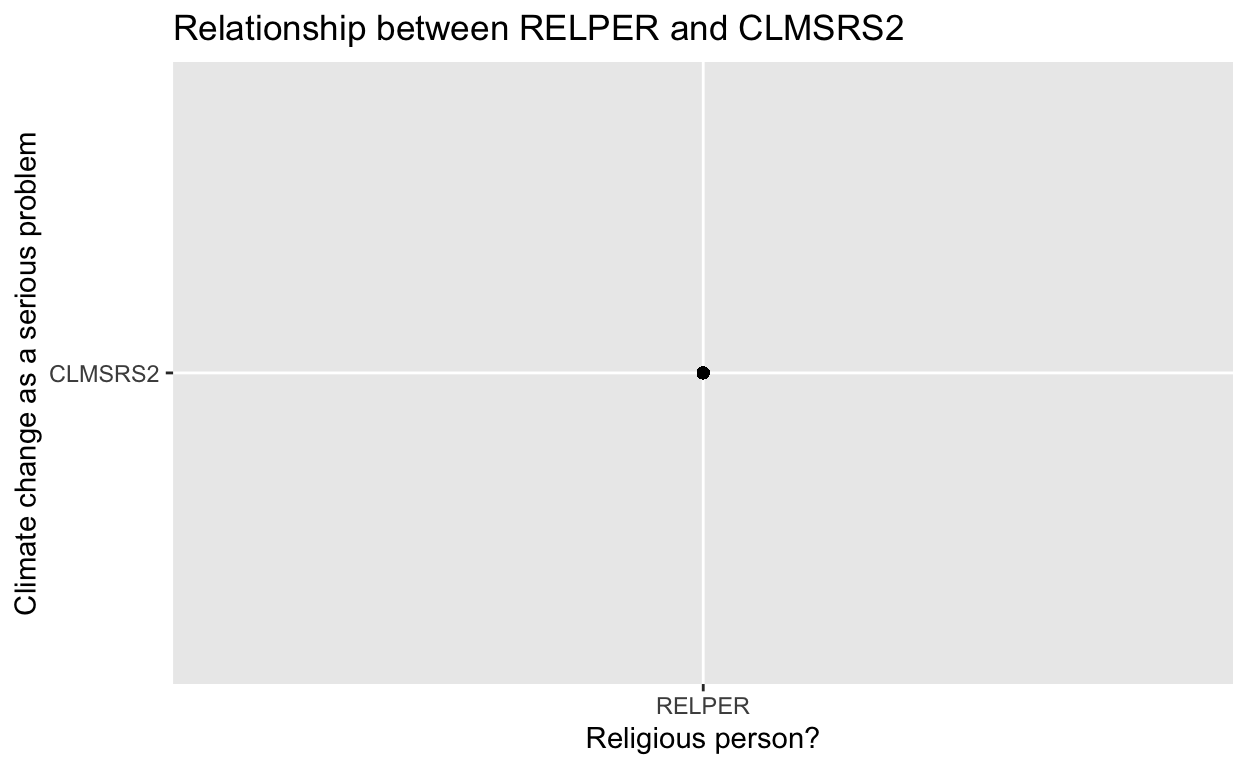 Relationship between RELPER and CLMSRS2
Climate change as a serious problem
CLMSRS2
RELPER
Religious person?